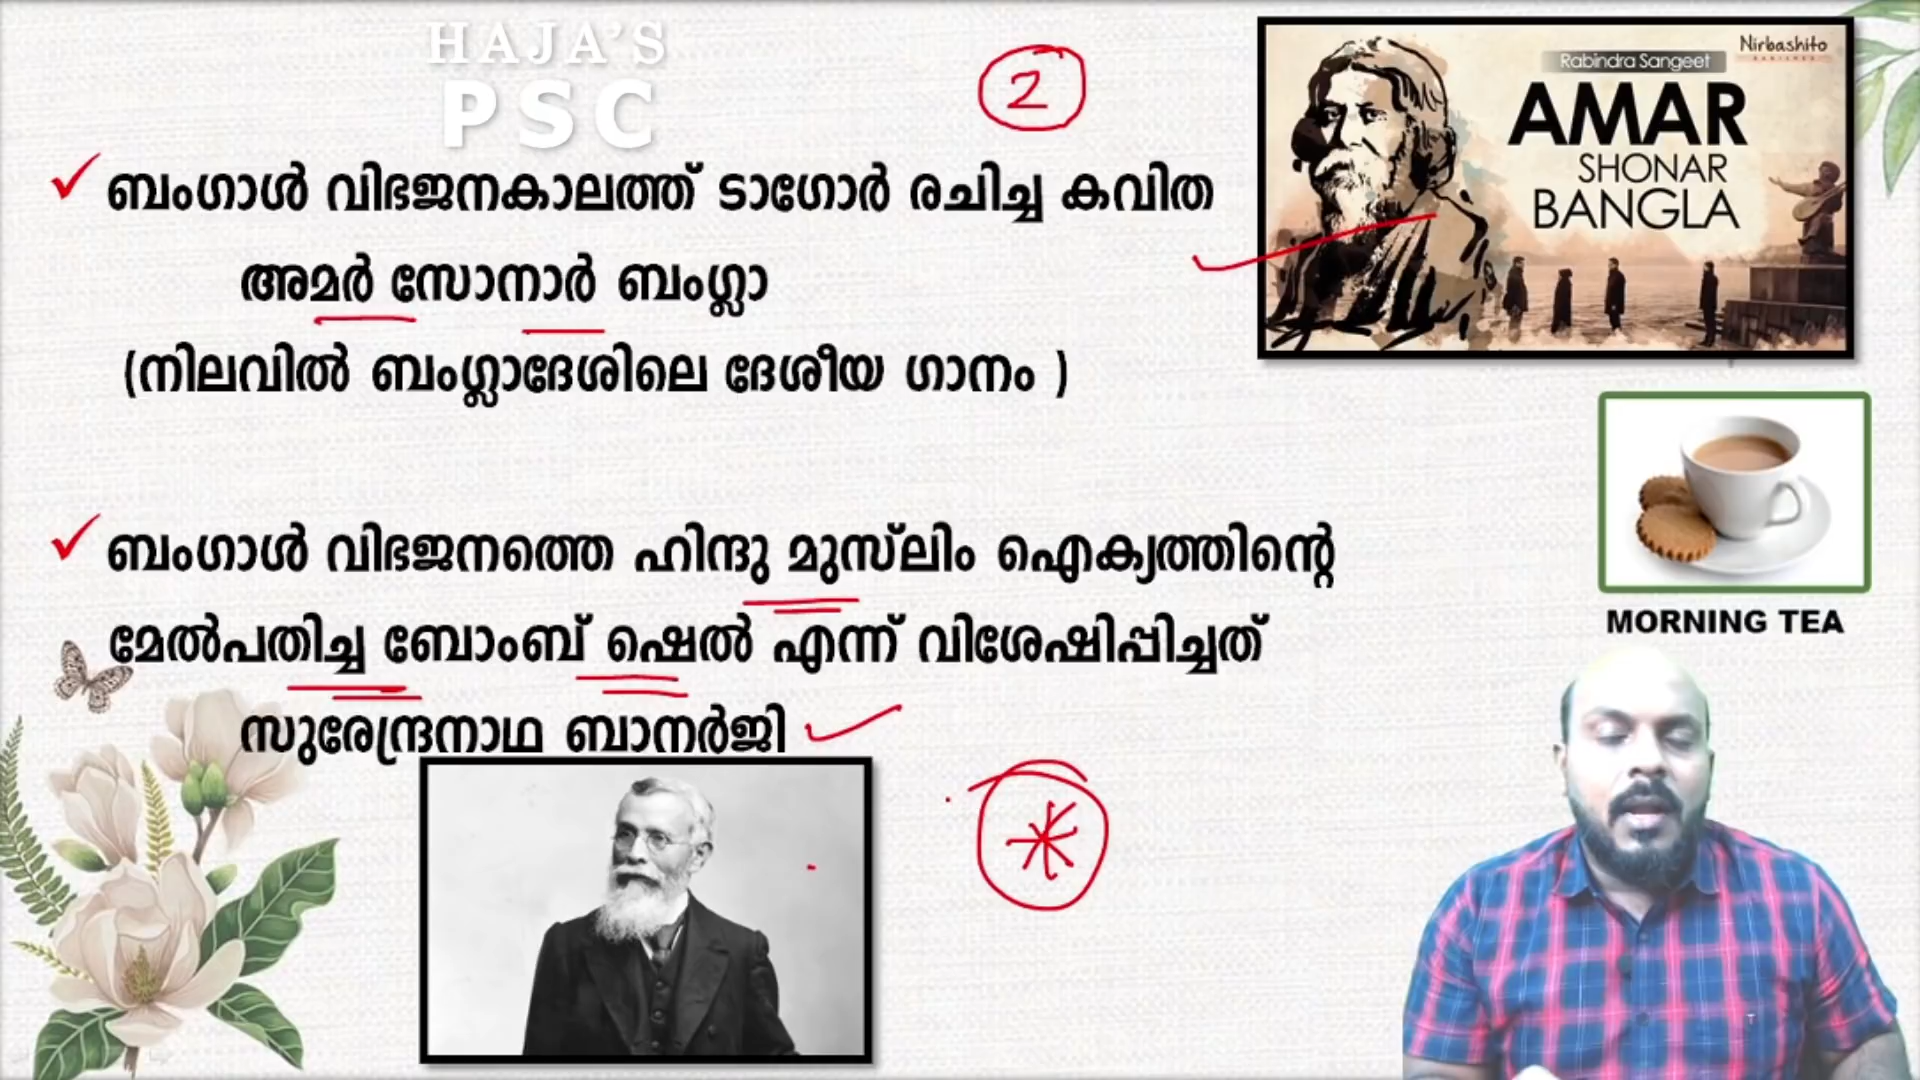 HAJA'S
PSC
2
ബംഗാൾ വിഭജനകാലത്ത് ടാഗോർ രചിച്ച കവിത
അമർ സോനാർ ബംഗ്ലാ
(നിലവിൽ ബംഗ്ലാദേശിലെ ദേശീയ ഗാനം )
Nirbashito
Rabindra Sangeet
AMAR
SHONAR
BANGLA
ബംഗാൾ വിഭജനത്തെ ഹിന്ദു മുസ്ലിം ഐക്യത്തിന്റെ
മേൽപതിച്ച ബോംബ് ഷെൽ എന്ന് വിശേഷിപ്പിച്ചത്
സുരേന്ദ്രനാഥ ബാനർജി
MORNING TEA